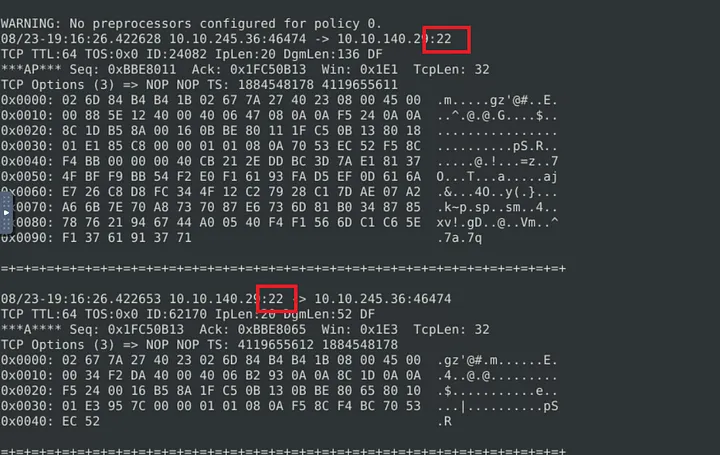 WARNING: No preprocessors configured for policy 0.
08/23-19:16:26.422628 10.10.245.36:46474 -> 10.10.140.29:22
TCP TTL:64 TOS:0x0 ID:24082 IpLen:20 DgmLen:136 DF
***AP*** Seq: 0xBBE8011  Ack: 0x1FC50B13  Win: 0x1E1  TcpLen: 32
TCP Options (3) => NOP NOP TS: 1884548178 4119655611
0x0000: 02 6D 84 B4 B4 1B 02 67 7A 27 40 23 08 00 45 00  .m.....gz'@#..E.
0x0010: 00 88 5E 12 40 00 40 06 47 08 0A 0A F5 24 0A 0A  ..^.@.@.G....$..
0x0020: 8C 1D B5 8A 00 16 0B BE 80 11 1F C5 0B 13 80 18  ................
0x0030: 01 E1 85 C8 00 00 01 01 08 0A 70 53 EC 52 F5 8C  ..........pS.R..
0x0040: F4 BB 00 00 00 40 CB 21 2E DD BC 3D 7A E1 81 37  .....@.!...=z..7
0x0050: 4F BF F9 BB 54 F2 E0 F1 61 93 FA D5 EF 0D 61 6A  O...T...a.....aj
0x0060: E7 26 C8 D8 FC 34 4F 12 C2 79 28 C1 7D AE 07 A2  .&...4O..y(.}...
0x0070: A6 6B 7E 70 A8 73 70 87 E6 73 6D 81 B0 34 87 85  .k~p.sp..sm..4..
0x0080: 78 76 21 94 67 44 A0 05 40 F4 F1 56 6D C1 C6 5E  xv!.gD..@..Vm..^
0x0090: F1 37 61 91 37 71  .7a.7q
=+=+=+=+=+=+=+=+=+=+=+=+=+=+=+=+=+=+=+=+=+=+=+=+=+=+=+=+=+=+=+=+=+=+=+=+=+
08/23-19:16:26.422653 10.10.140.29:22 -> 10.10.245.36:46474
TCP TTL:64 TOS:0x0 ID:62170 IpLen:20 DgmLen:52 DF
***A**** Seq: 0x1FC50B13  Ack: 0xBBE8065  Win: 0x1E3  TcpLen: 32
TCP Options (3) => NOP NOP TS: 4119655612 1884548178
0x0000: 02 67 7A 27 40 23 02 6D 84 B4 B4 1B 08 00 45 00  .gz'@#.m......E.
0x0010: 00 34 F2 DA 40 00 40 06 B2 93 0A 0A 8C 1D 0A 0A  .4..@.@.........
0x0020: F5 24 00 16 B5 8A 1F C5 0B 13 0B BE 80 65 80 10  .$...........e..
0x0030: 01 E3 95 7C 00 00 01 01 08 0A F5 8C F4 BC 70 53  ...|..........pS
0x0040: EC 52  .R
=+=+=+=+=+=+=+=+=+=+=+=+=+=+=+=+=+=+=+=+=+=+=+=+=+=+=+=+=+=+=+=+=+=+=+=+=+